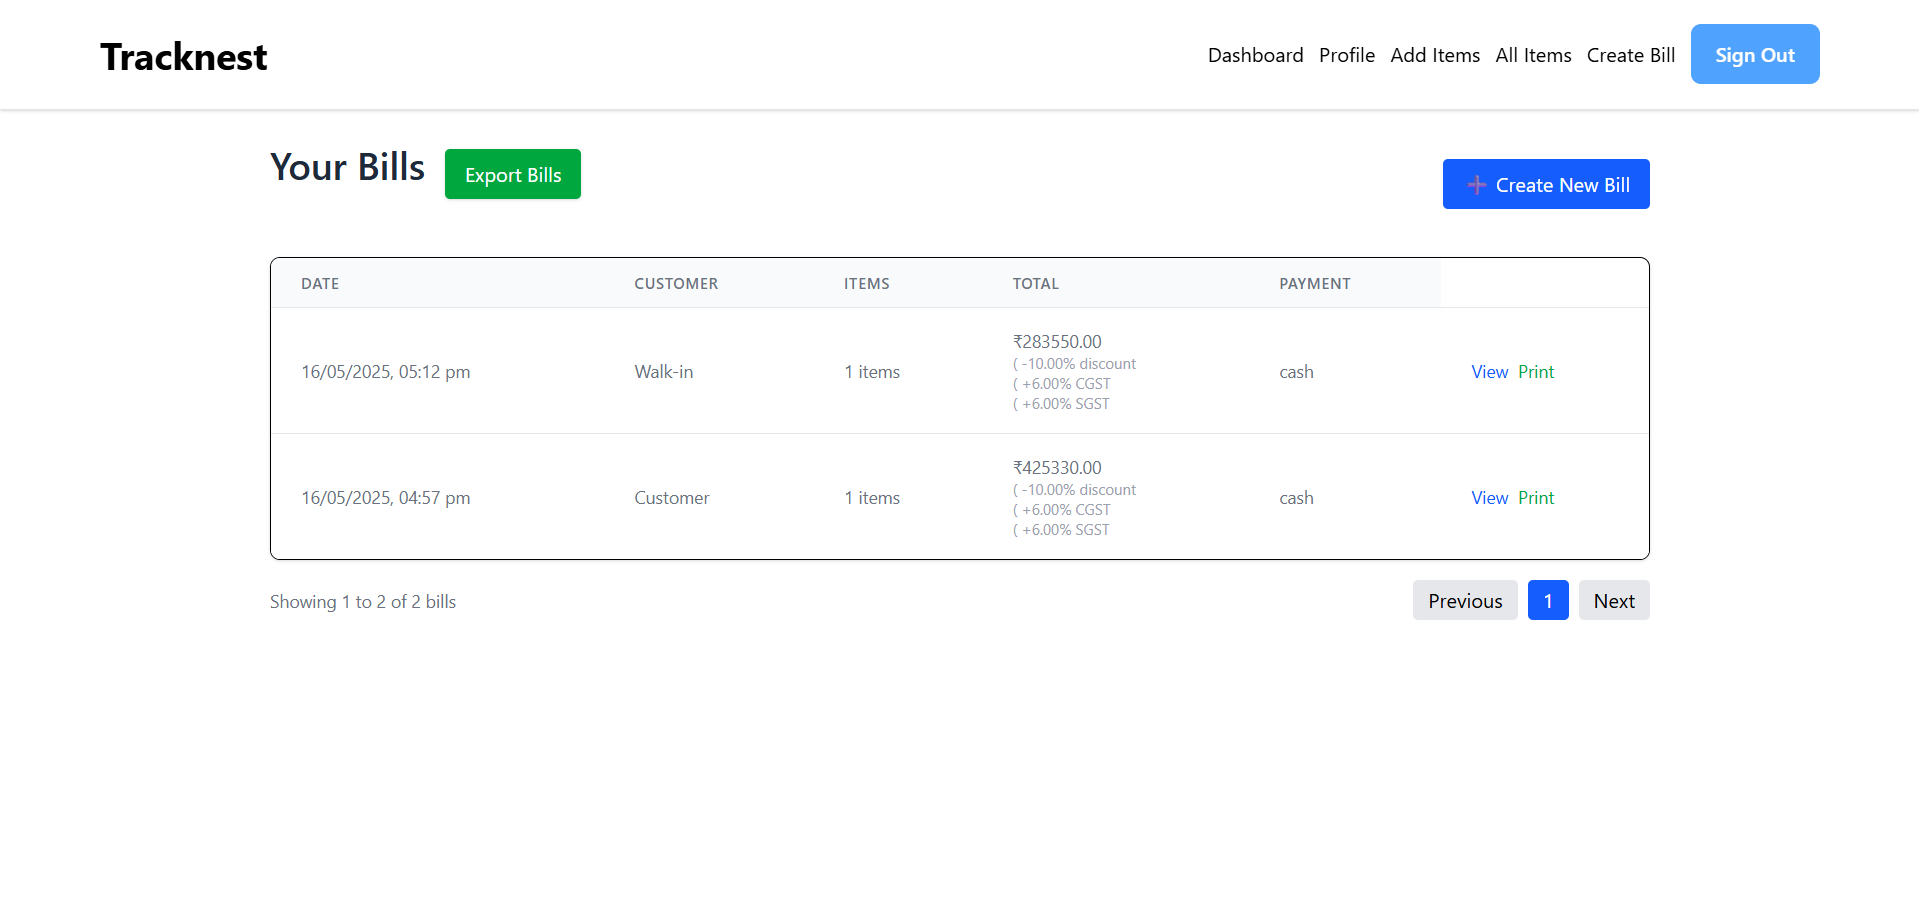 Tracknest
Dashboard Profile Add Items All Items Create Bill Sign Out
Your Bills Export Bills
➕ Create New Bill
DATE CUSTOMER ITEMS TOTAL PAYMENT
16/05/2025, 05:12 pm Walk-in 1 items ₹283550.00
( -10.00% discount
( +6.00% CGST
( +6.00% SGST
cash View Print
16/05/2025, 04:57 pm Customer 1 items ₹425330.00
( -10.00% discount
( +6.00% CGST
( +6.00% SGST
cash View Print
Showing 1 to 2 of 2 bills
Previous 1 Next